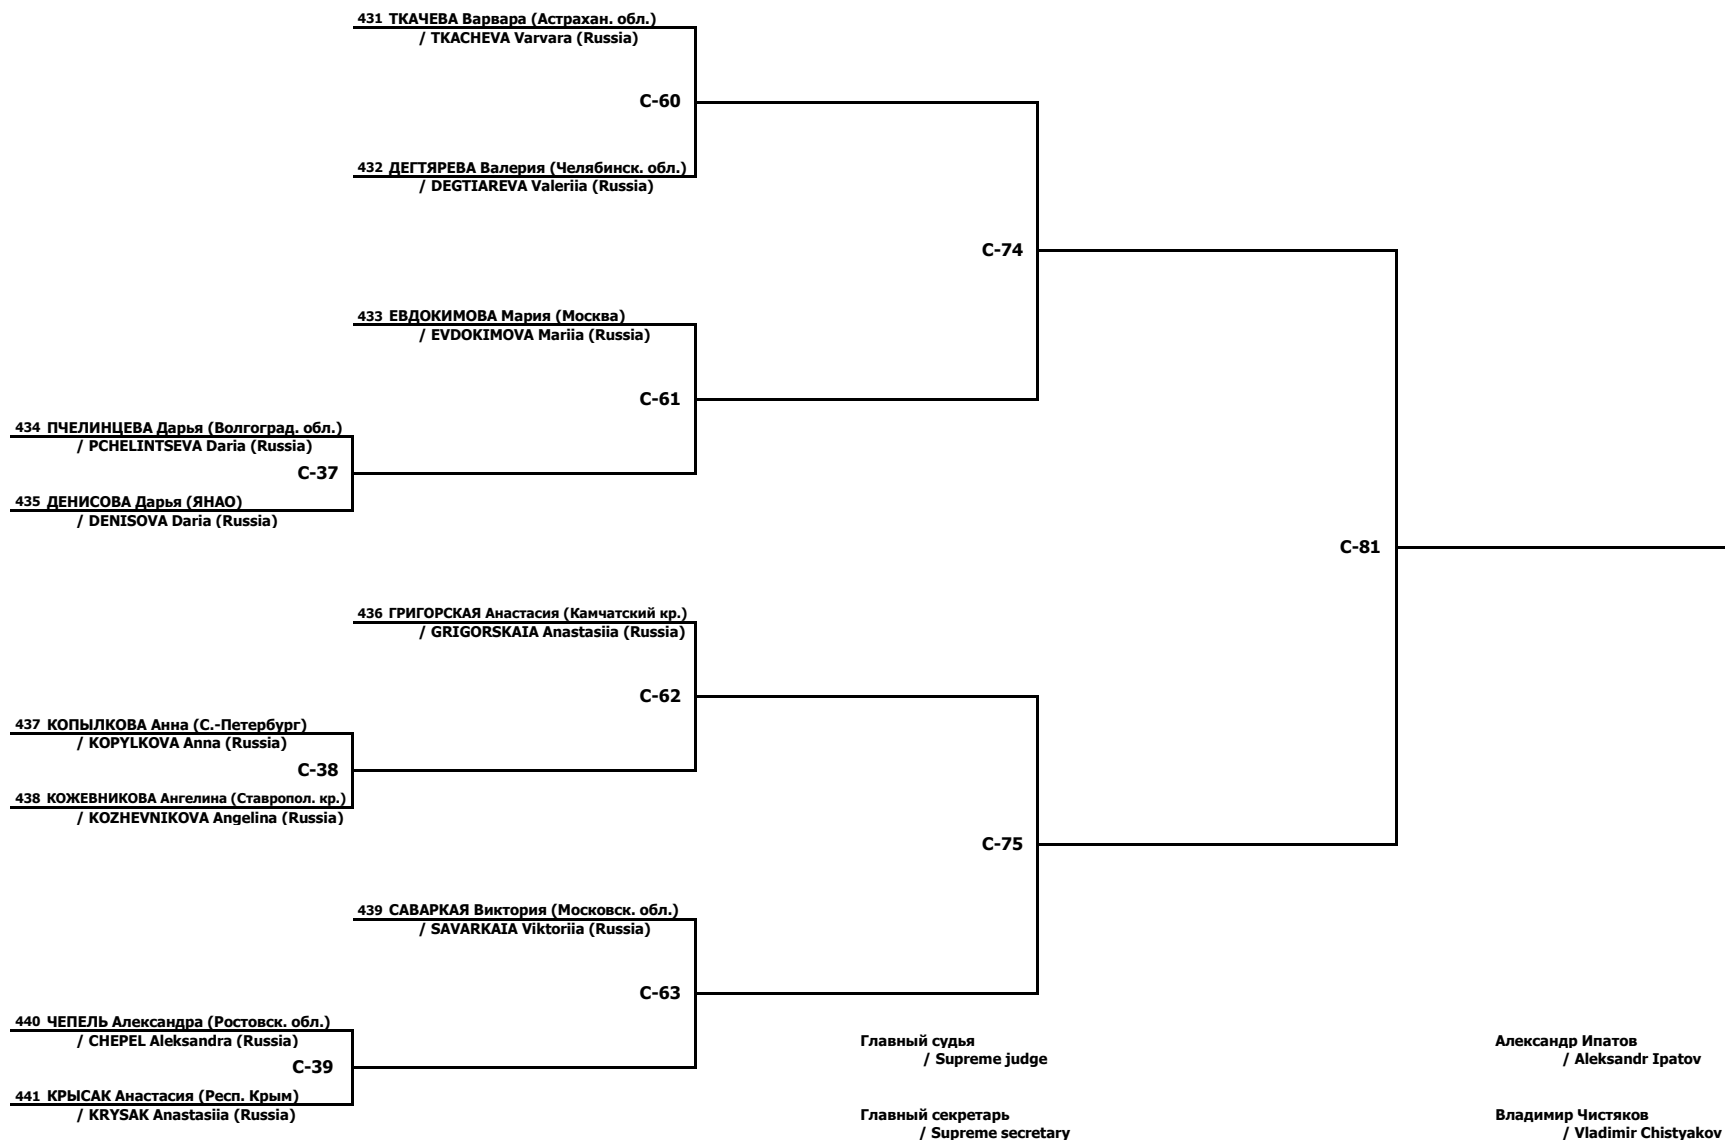 431 ТКАЧЕВА Варвара (Астрахан. обл.)
/ TKACHEVA Varvara (Russia)
C-60
432 ДЕГТЯРЕВА Валерия (Челябинск. обл.)
/ DEGTIAREVA Valeriia (Russia)
C-74
433 ЕВДОКИМОВА Мария (Москва)
/ EVDOKIMOVA Mariia (Russia)
C-61
434 ПЧЕЛИНЦЕВА Дарья (Волгоград. обл.)
/ PCHELINTSEVA Daria (Russia)
C-37
435 ДЕНИСОВА Дарья (ЯНАО)
/ DENISOVA Daria (Russia)
C-81
436 ГРИГОРСКАЯ Анастасия (Камчатский кр.)
/ GRIGORSKAIA Anastasiia (Russia)
C-62
437 КОПЫЛКОВА Анна (С.-Петербург)
/ KOPYLKOVA Anna (Russia)
C-38
438 КОЖЕВНИКОВА Ангелина (Ставропол. кр.)
/ KOZHEVNIKOVA Angelina (Russia)
C-75
439 САВАРКАЯ Виктория (Московск. обл.)
/ SAVARKAIA Viktoriia (Russia)
C-63
440 ЧЕПЕЛЬ Александра (Ростовск. обл.)
/ CHEPEL Aleksandra (Russia)
C-39
441 КРЫСАК Анастасия (Респ. Крым)
/ KRYSAK Anastasiia (Russia)
Главный судья
/ Supreme judge
Александр Ипатов
/ Aleksandr Ipatov
Главный секретарь
/ Supreme secretary
Владимир Чистяков
/ Vladimir Chistyakov